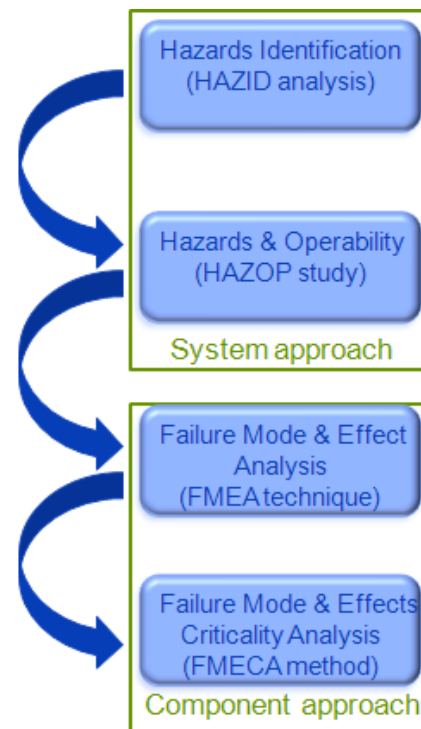 Hazards Identification
(HAZID analysis)
Hazards & Operability
(HAZOP study)
System approach
Failure Mode & Effect
Analysis
(FMEA technique)
Failure Mode & Effects
Criticality Analysis
(FMECA method)
Component approach